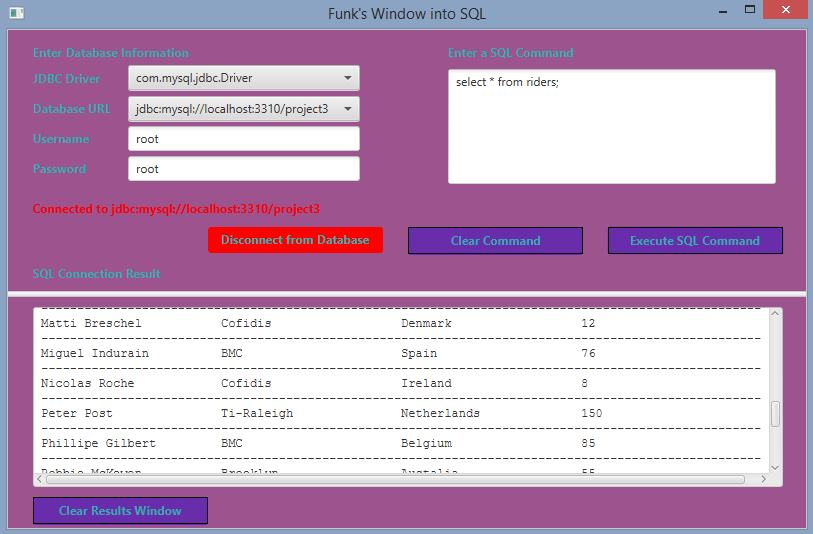 Funk's Window into SQL
Enter Database Information
Enter a SQL Command
JDBC Driver com.mysql.jdbc.Driver
select * from riders;
Database URL jdbc:mysql://localhost:3310/project3
Username root
Password root
Connected to jdbc:mysql://localhost:3310/project3
Disconnect from Database Clear Command Execute SQL Command
SQL Connection Result
Matti Breschel Cofidis Denmark 12
Miguel Indurain BMC Spain 76
Nicolas Roche Cofidis Ireland 8
Peter Post Ti-Raleigh Netherlands 150
Phillipe Gilbert BMC Belgium 85
Clear Results Window